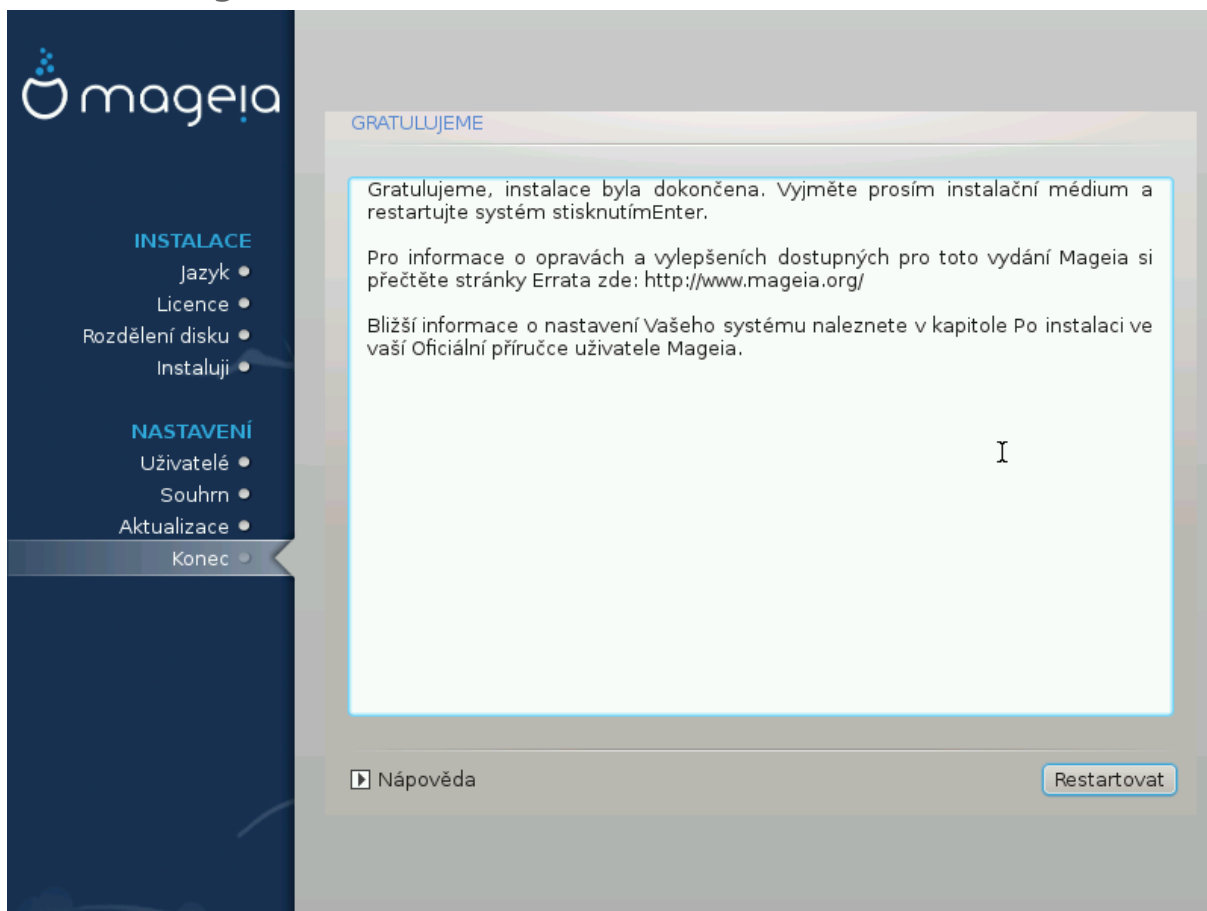 mageia
INSTALACE
Jazyk
Licence
Rozdělení disku
Instaluji
NASTAVENÍ
Uživatelé
Souhrn
Aktualizace
Konec
GRATULUJEME
Gratulujeme, instalace byla dokončena. Vyjměte prosím instalační médium a
restartujte systém stisknutímEnter.
Pro informace o opravách a vylepšeních dostupných pro toto vydání Mageia si
přečtěte stránky Errata zde: http://www.mageia.org/
Bližší informace o nastavení Vašeho systému naleznete v kapitole Po instalaci ve
vaší Oficiální příručce uživatele Mageia.
Nápověda
Restartovat